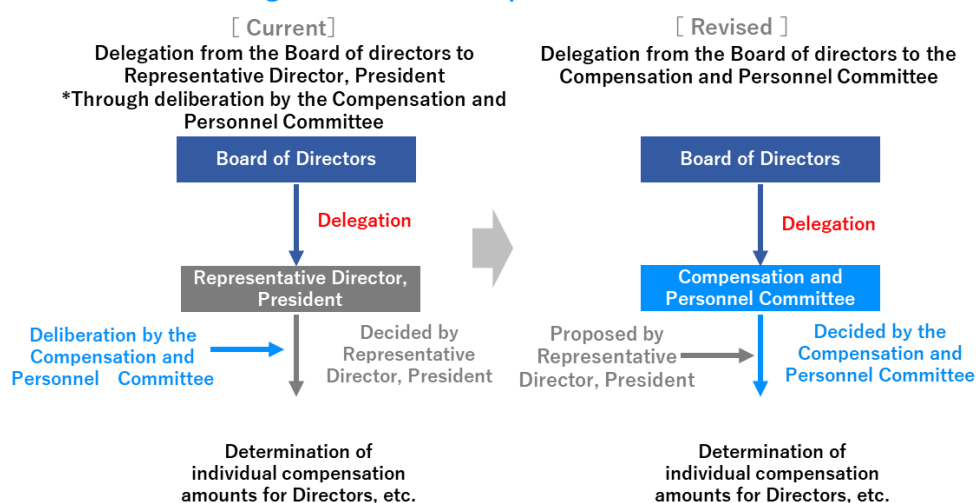 [ Current]
Delegation from the Board of directors to
Representative Director, President
*Through deliberation by the Compensation and
Personnel Committee
Board of Directors
Delegation
Representative Director,
President
Deliberation by the
Compensation and
Personnel Committee
Decided by
Representative
Director, President
Determination of
individual compensation
amounts for Directors, etc.
[ Revised ]
Delegation from the Board of directors to the
Compensation and Personnel Committee
Board of Directors
Delegation
Compensation and
Personnel Committee
Proposed by
Representative
Director, President
Decided by the
Compensation and
Personnel Committee
Determination of
individual compensation
amounts for Directors, etc.